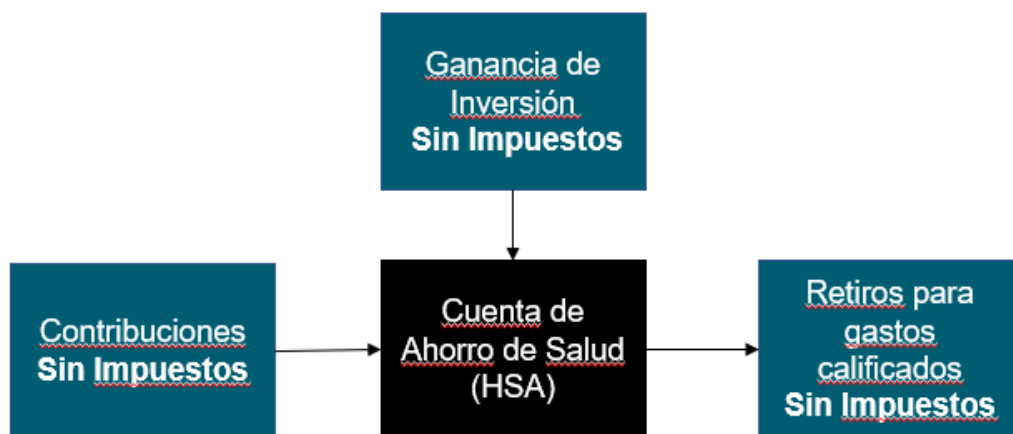 Ganancia de
Inversión
Sin Impuestos
Contribuciones
Sin Impuestos
Cuenta de
Ahorro de Salud
(HSA)
Retiros para
gastos
calificados
Sin Impuestos